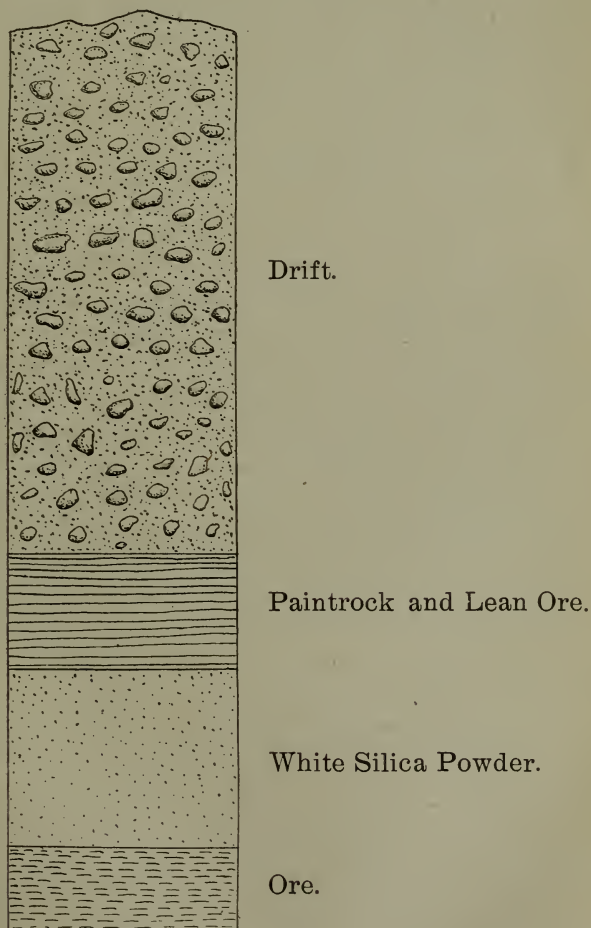 Drift.
Paintrock and Lean Ore.
White Silica Powder.
Ore.